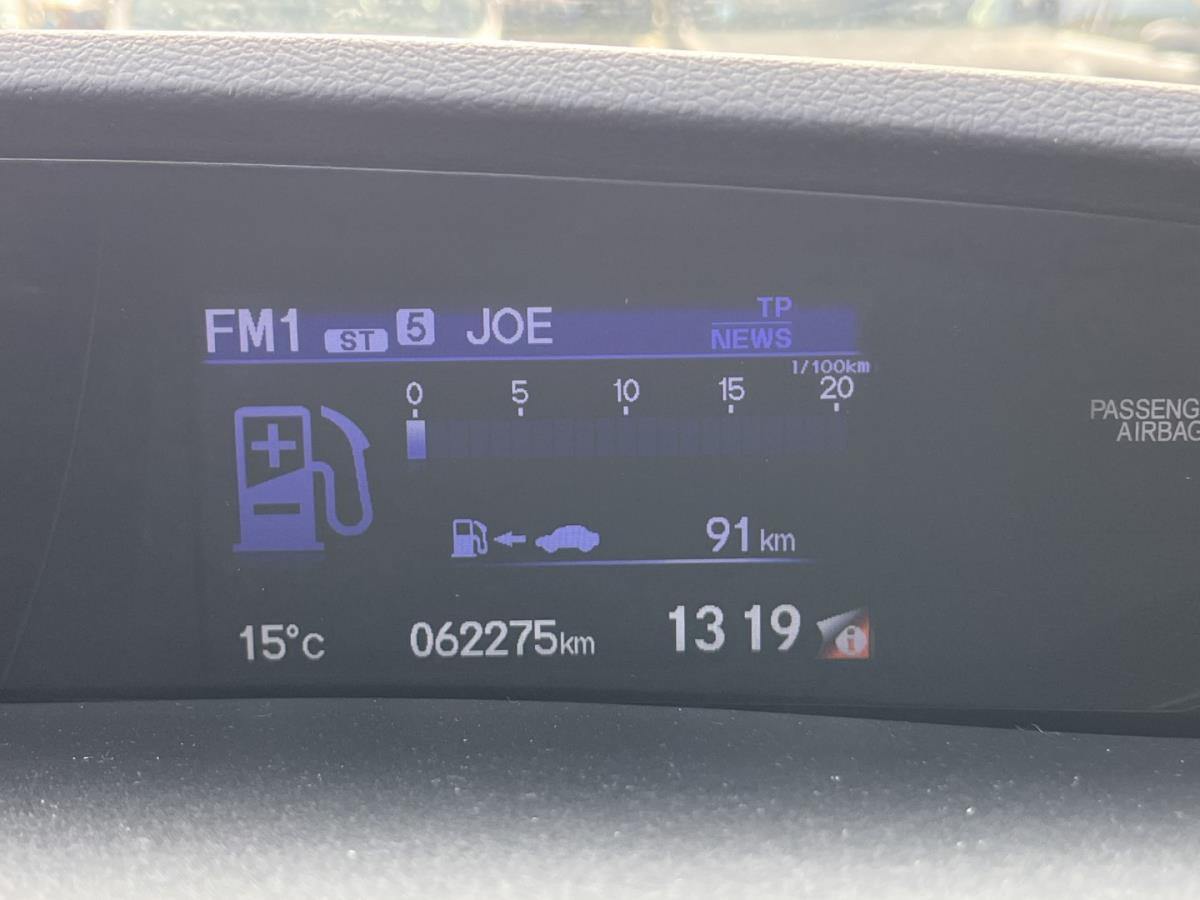 FM1 ST 5 JOE TP
NEWS
l/100km
0 5 10 15 20
PASSENG
AIRBAG
91 km
15°C 062275km 13 19 i